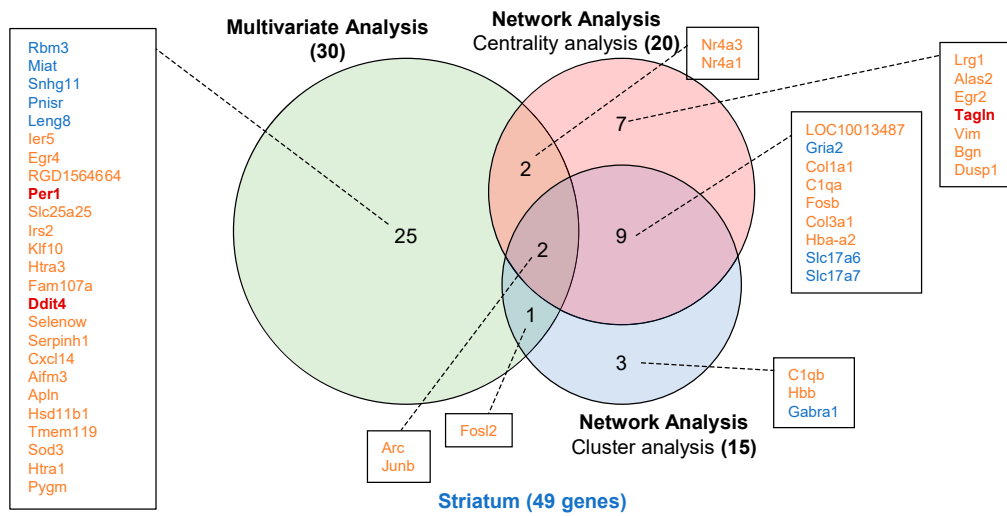 Multivariate Analysis
(30)
Network Analysis
Centrality analysis (20)
Rbm3
Miat
Snhg11
Pnisr
Leng8
Ier5
Egr4
RGD1564664
Per1
Slc25a25
Irs2
Klf10
Htra3
Fam107a
Ddit4
Selenow
Serpinh1
Cxcl14
Aifm3
Apln
Hsd11b1
Tmem119
Sod3
Htra1
Pygm
Nr4a3
Nr4a1
Lrg1
Alas2
Egr2
Tagln
Vim
Bgn
Dusp1
LOC10013487
Gria2
Col1a1
C1qa
Fosb
Col3a1
Hba-a2
Slc17a6
Slc17a7
7
2
25
2
9
1
3
C1qb
Hbb
Gabra1
Fosl2
Arc
Junb
Network Analysis
Cluster analysis (15)
Striatum (49 genes)